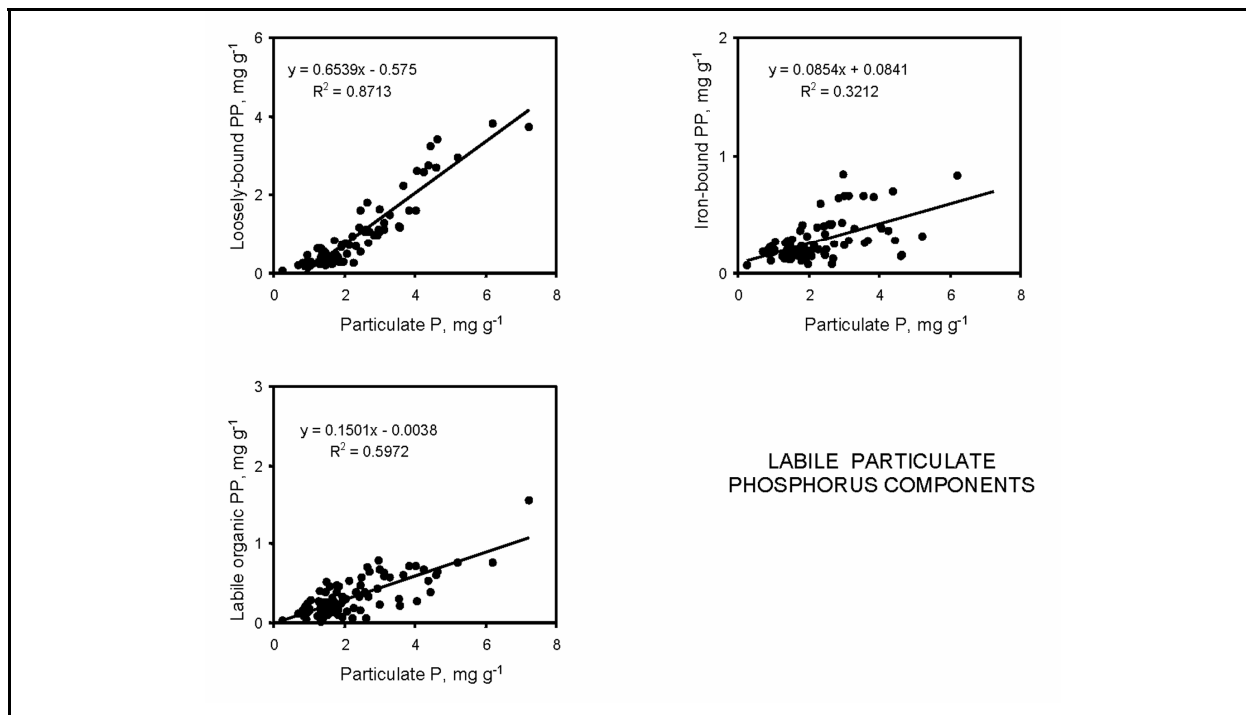 6
4
2
0
Loosely-bound PP, mg g⁻¹
y = 0.6539x - 0.575
R² = 0.8713
0 2 4 6 8
Particulate P, mg g⁻¹
2
1
0
Iron-bound PP, mg g⁻¹
y = 0.0854x + 0.0841
R² = 0.3212
0 2 4 6 8
Particulate P, mg g⁻¹
3
2
1
0
Labile organic PP, mg g⁻¹
y = 0.1501x - 0.0038
R² = 0.5972
0 2 4 6 8
Particulate P, mg g⁻¹
LABILE PARTICULATE
PHOSPHORUS COMPONENTS